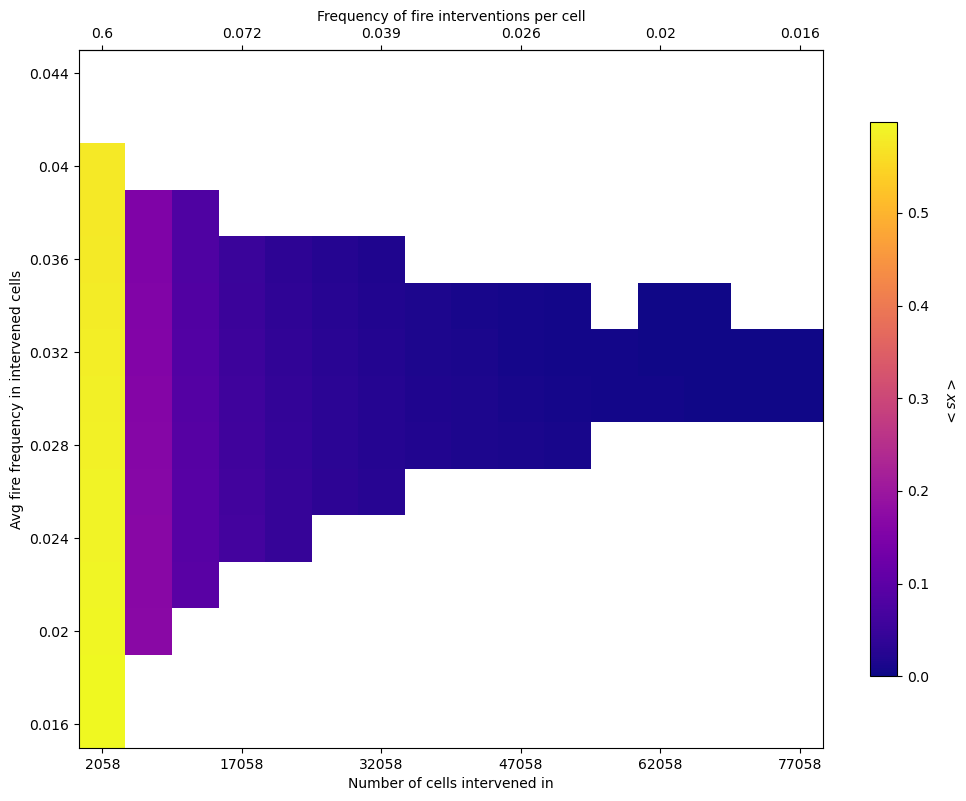 Frequency of fire interventions per cell
0.6 0.072 0.039 0.026 0.02 0.016
0.044
0.04
0.036
0.032
0.028
0.024
0.02
0.016
Avg fire frequency in intervened cells
2058 17058 32058 47058 62058 77058
Number of cells intervened in
0.5
0.4
0.3
0.2
0.1
0.0
< xs >